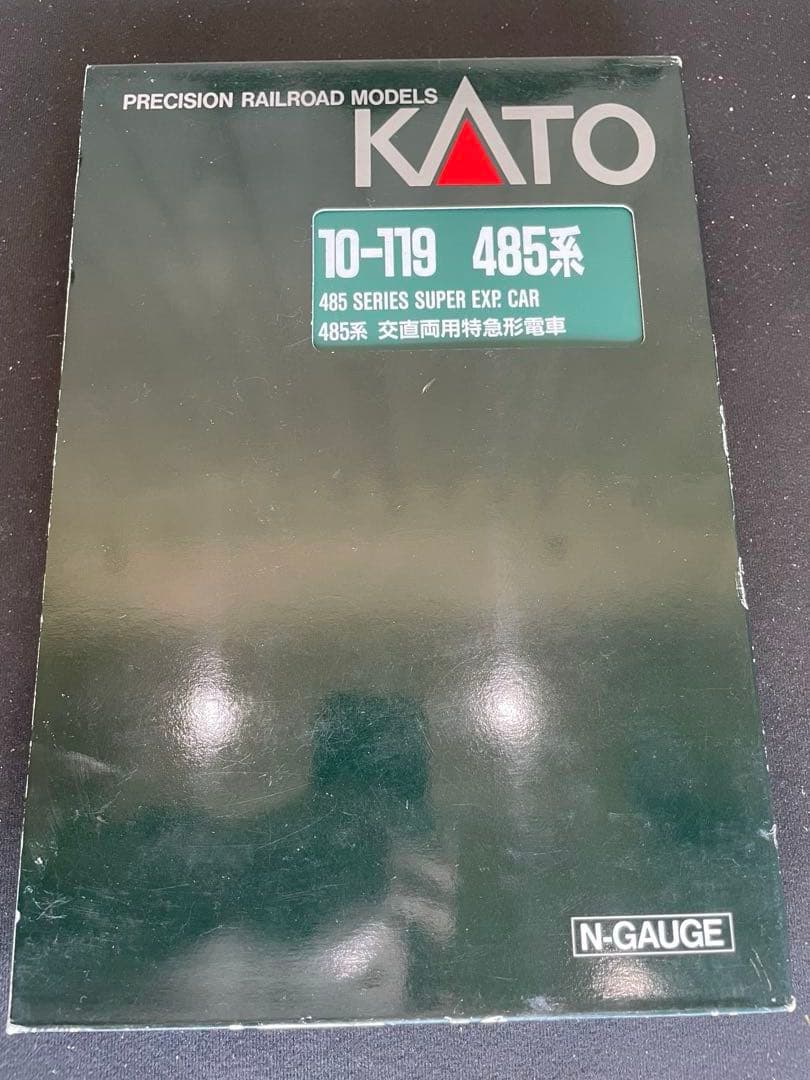 PRECISION RAILROAD MODELS
KATO
10-119 485系
485 SERIES SUPER EXP. CAR
485系 交直両用特急形電車
N-GAUGE